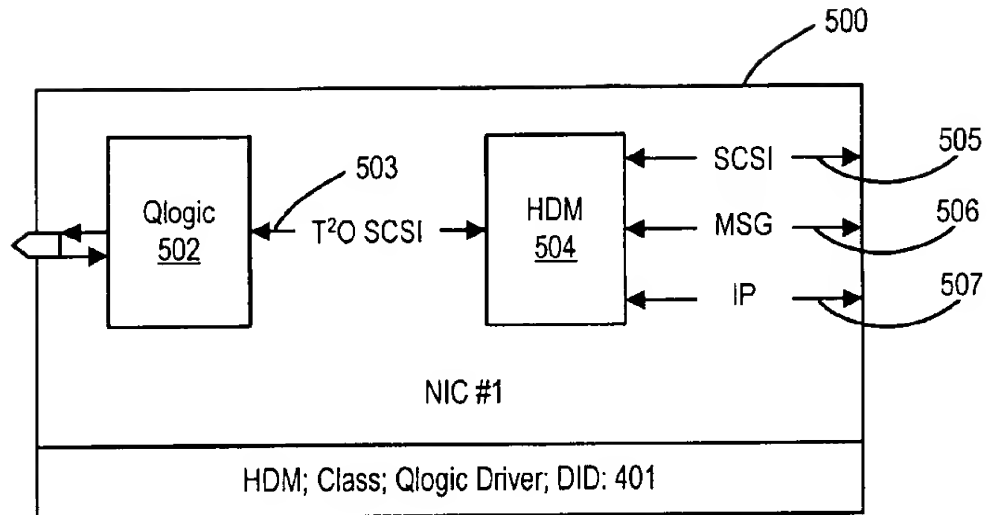 500
505
503
SCSI
Qlogic
502
T²O SCSI
HDM
504
MSG
506
IP
507
NIC #1
HDM; Class; Qlogic Driver; DID: 401